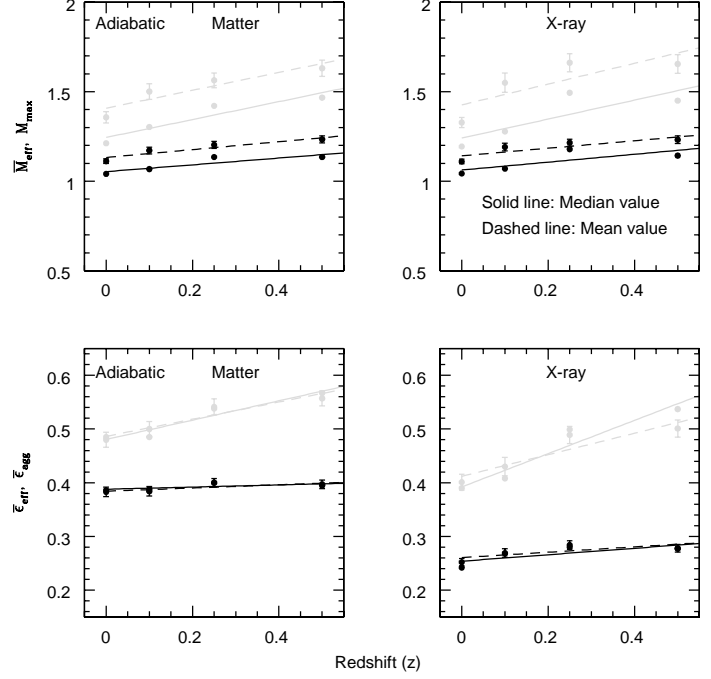 Adiabatic Matter
X-ray
2
1.5
1
0.5
2
1.5
1
0.5
M̅eff, Mmax
Solid line: Median value
Dashed line: Mean value
0 0.2 0.4
0 0.2 0.4
Adiabatic Matter
X-ray
0.6
0.5
0.4
0.3
0.2
0.6
0.5
0.4
0.3
0.2
ε̅eff, ε̅agg
0 0.2 0.4
0 0.2 0.4
Redshift (z)